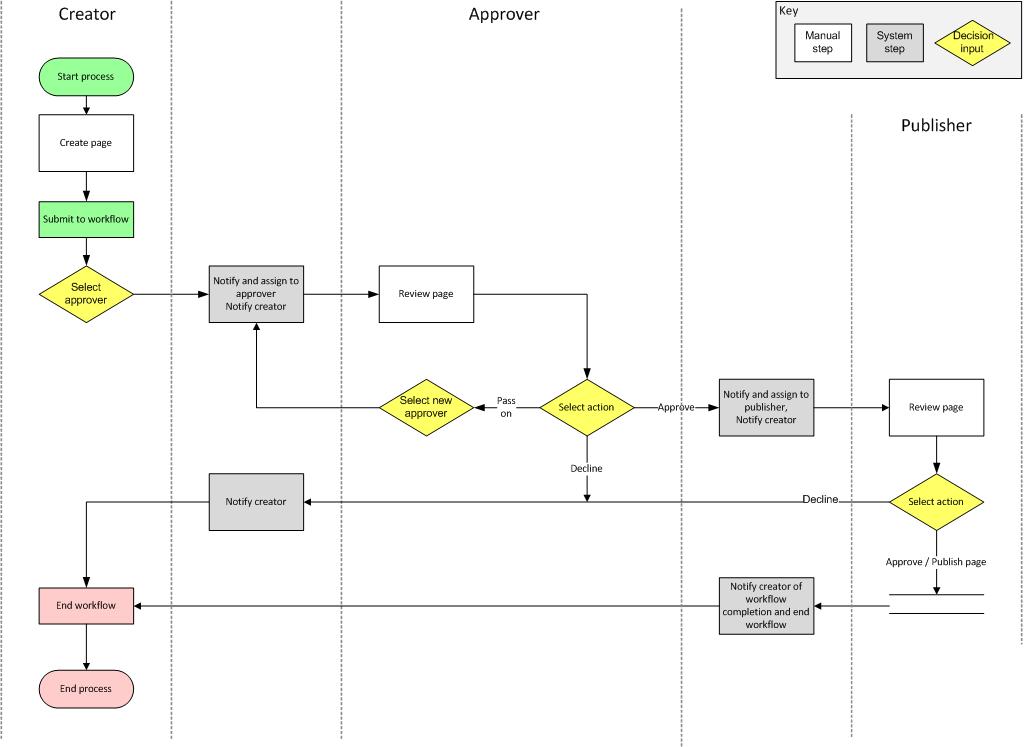 Creator
Approver
Key
Manual
step
System
step
Decision
input
Publisher
Start process
Create page
Submit to workflow
Select
approver
Notify and assign to
approver
Notify creator
Review page
Select new
approver
Pass
on
Select action
Approve
Notify and assign to
publisher,
Notify creator
Review page
Decline
Notify creator
Decline
Select action
Approve / Publish page
End workflow
Notify creator of
workflow
completion and end
workflow
End process